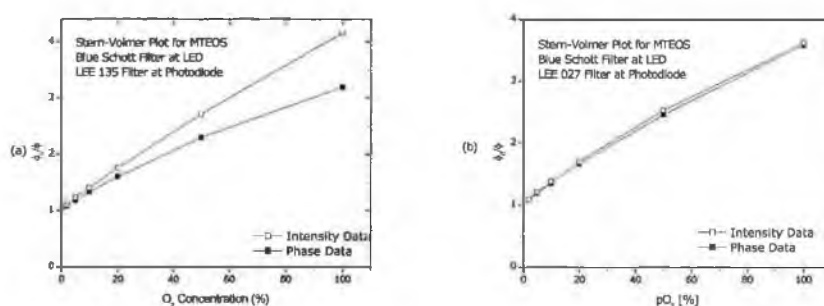 Stern-Volmer Plot for MTEOS
Blue Schott Filter at LED
LEE 135 Filter at Photodiode
(a)
4
3
2
1
0
Intensity Data
Phase Data
0 20 40 60 80 100
O₂ Concentration (%)
Stern-Volmer Plot for MTEOS
Blue Schott Filter at LED
LEE 027 Filter at Photodiode
(b)
4
3
2
1
0
Intensity Data
Phase Data
0 20 40 60 80 100
pO₂ [%]